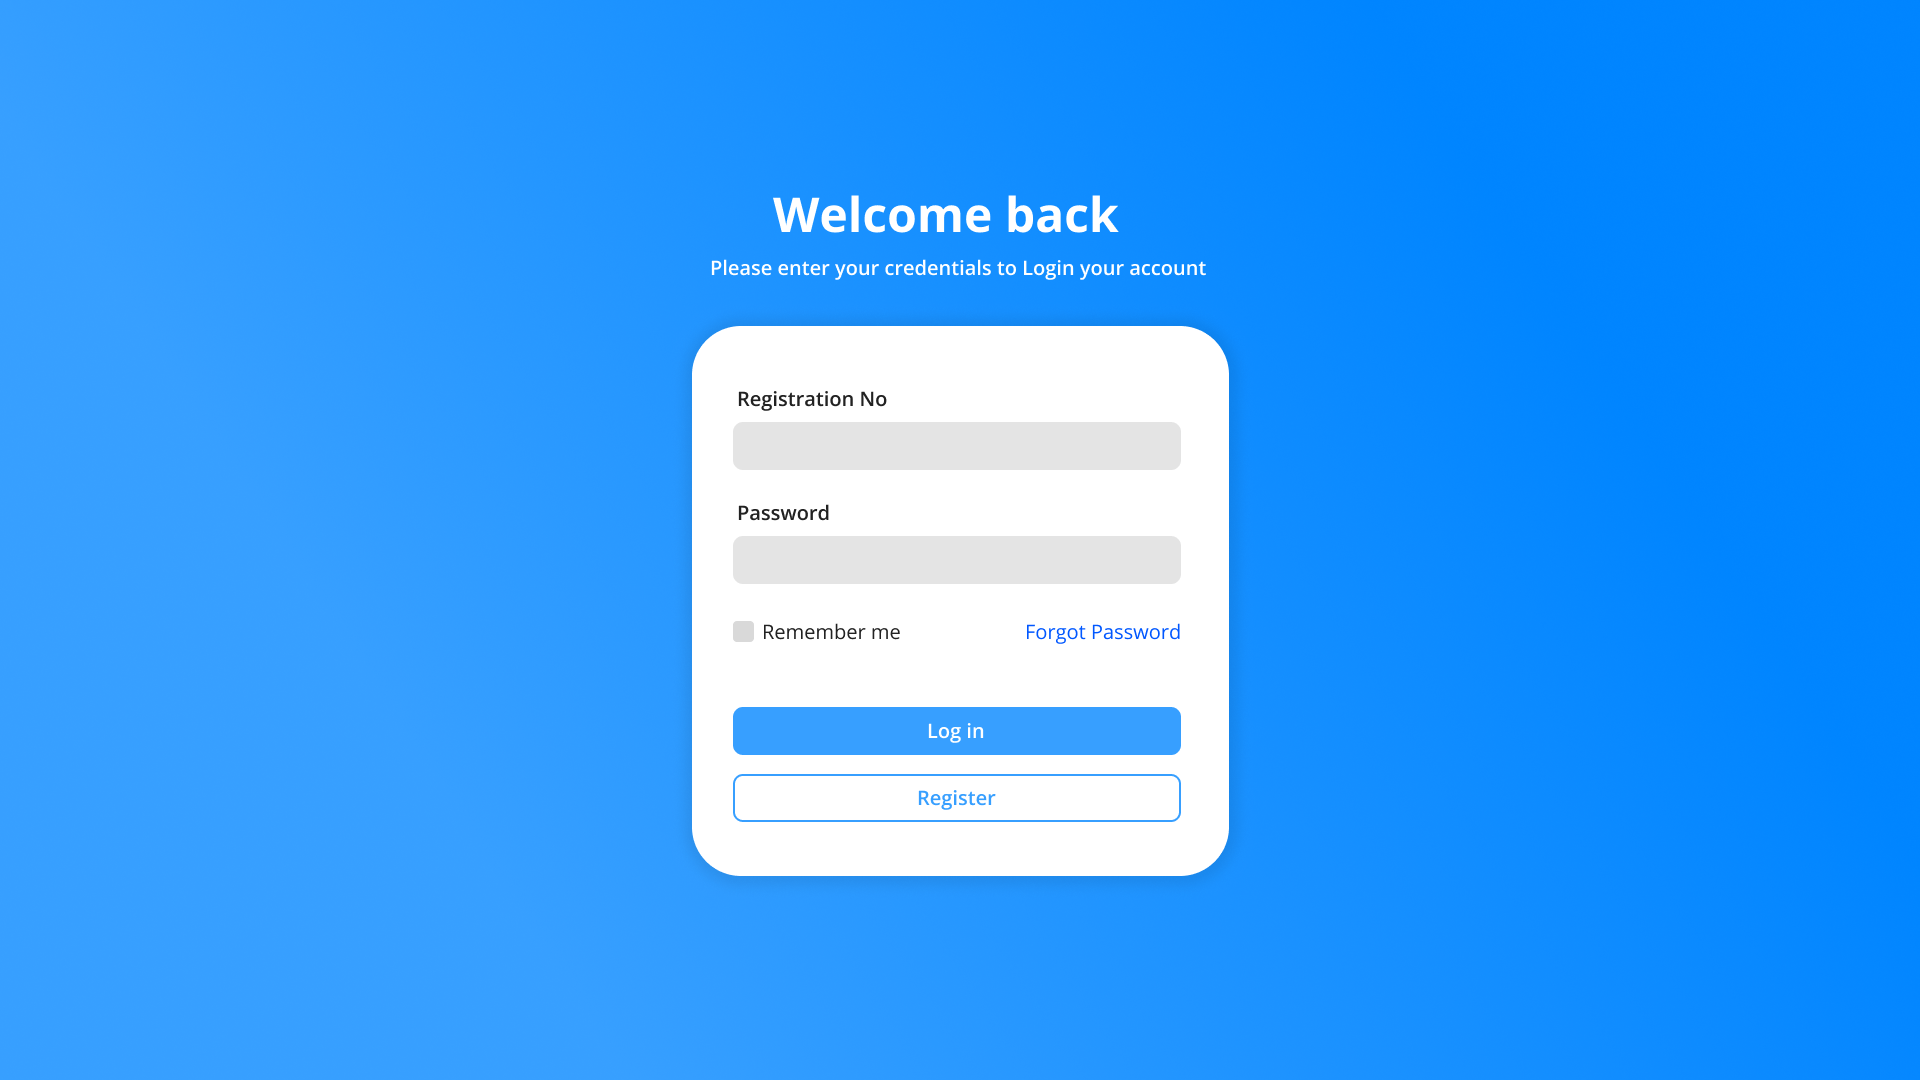 Welcome back
Please enter your credentials to Login your account
Registration No
Password
Remember me
Forgot Password
Log in
Register